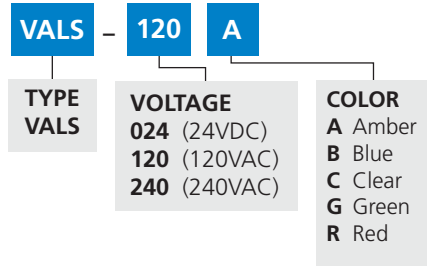 VALS – 120 A
TYPE
VALS
VOLTAGE
024 (24VDC)
120 (120VAC)
240 (240VAC)
COLOR
A Amber
B Blue
C Clear
G Green
R Red